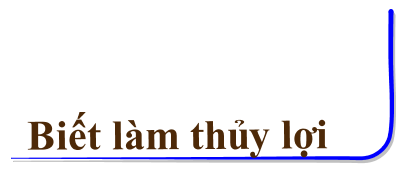 Biết làm thủy lợi